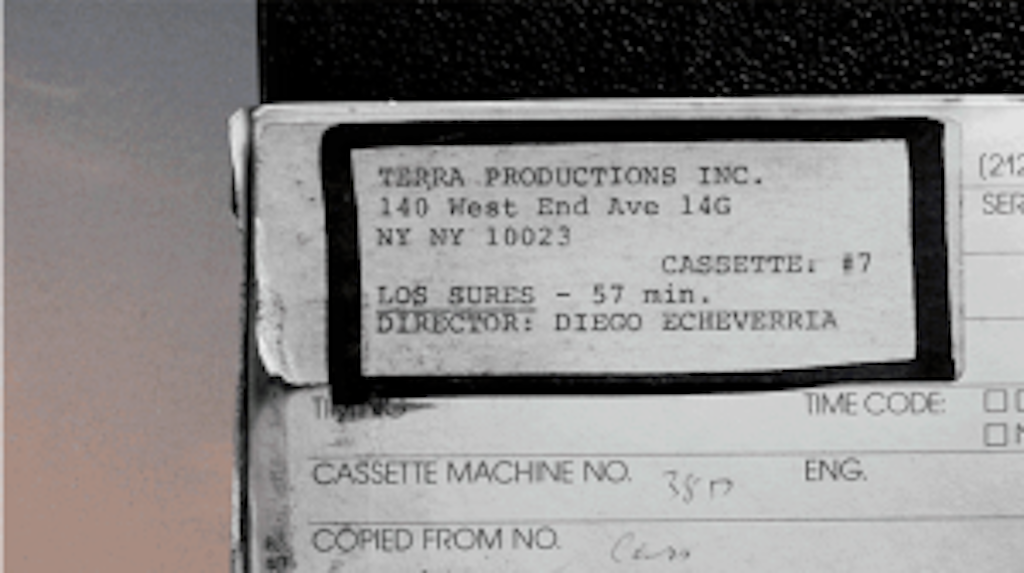 TERRA PRODUCTIONS INC.
140 West End Ave 14G
NY NY 10023
CASSETTE: #7
LOS SURES - 57 min.
DIRECTOR: DIEGO ECHEVERRIA
(212
SER
TIME CODE:
CASSETTE MACHINE NO.
ENG.
COPIED FROM NO.